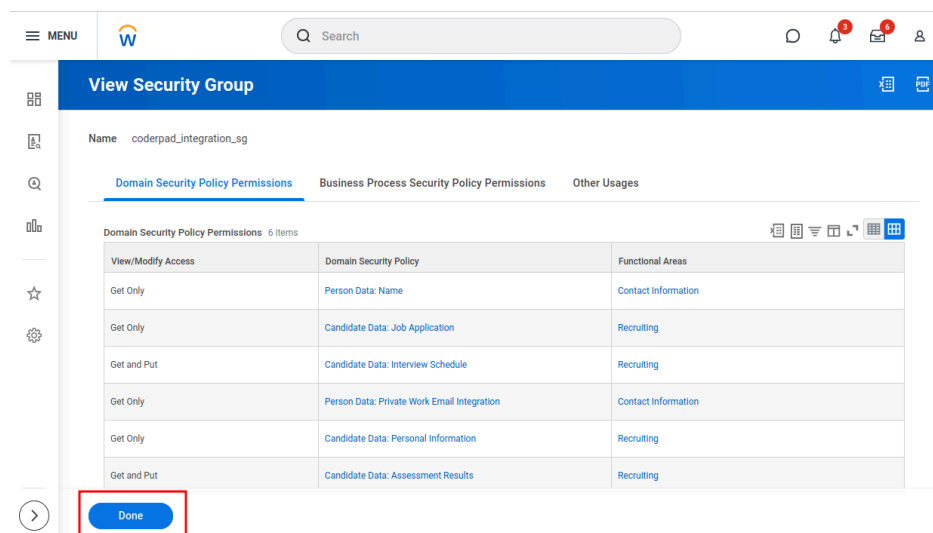 MENU
W
Search
3
6
View Security Group
X
PDF
Name coderpad_integration_sg
Domain Security Policy Permissions Business Process Security Policy Permissions Other Usages
Domain Security Policy Permissions 6 items
View/Modify Access Domain Security Policy Functional Areas
Get Only Person Data: Name Contact Information
Get Only Candidate Data: Job Application Recruiting
Get and Put Candidate Data: Interview Schedule Recruiting
Get Only Person Data: Private Work Email Integration Contact Information
Get Only Candidate Data: Personal Information Recruiting
Get and Put Candidate Data: Assessment Results Recruiting
Done